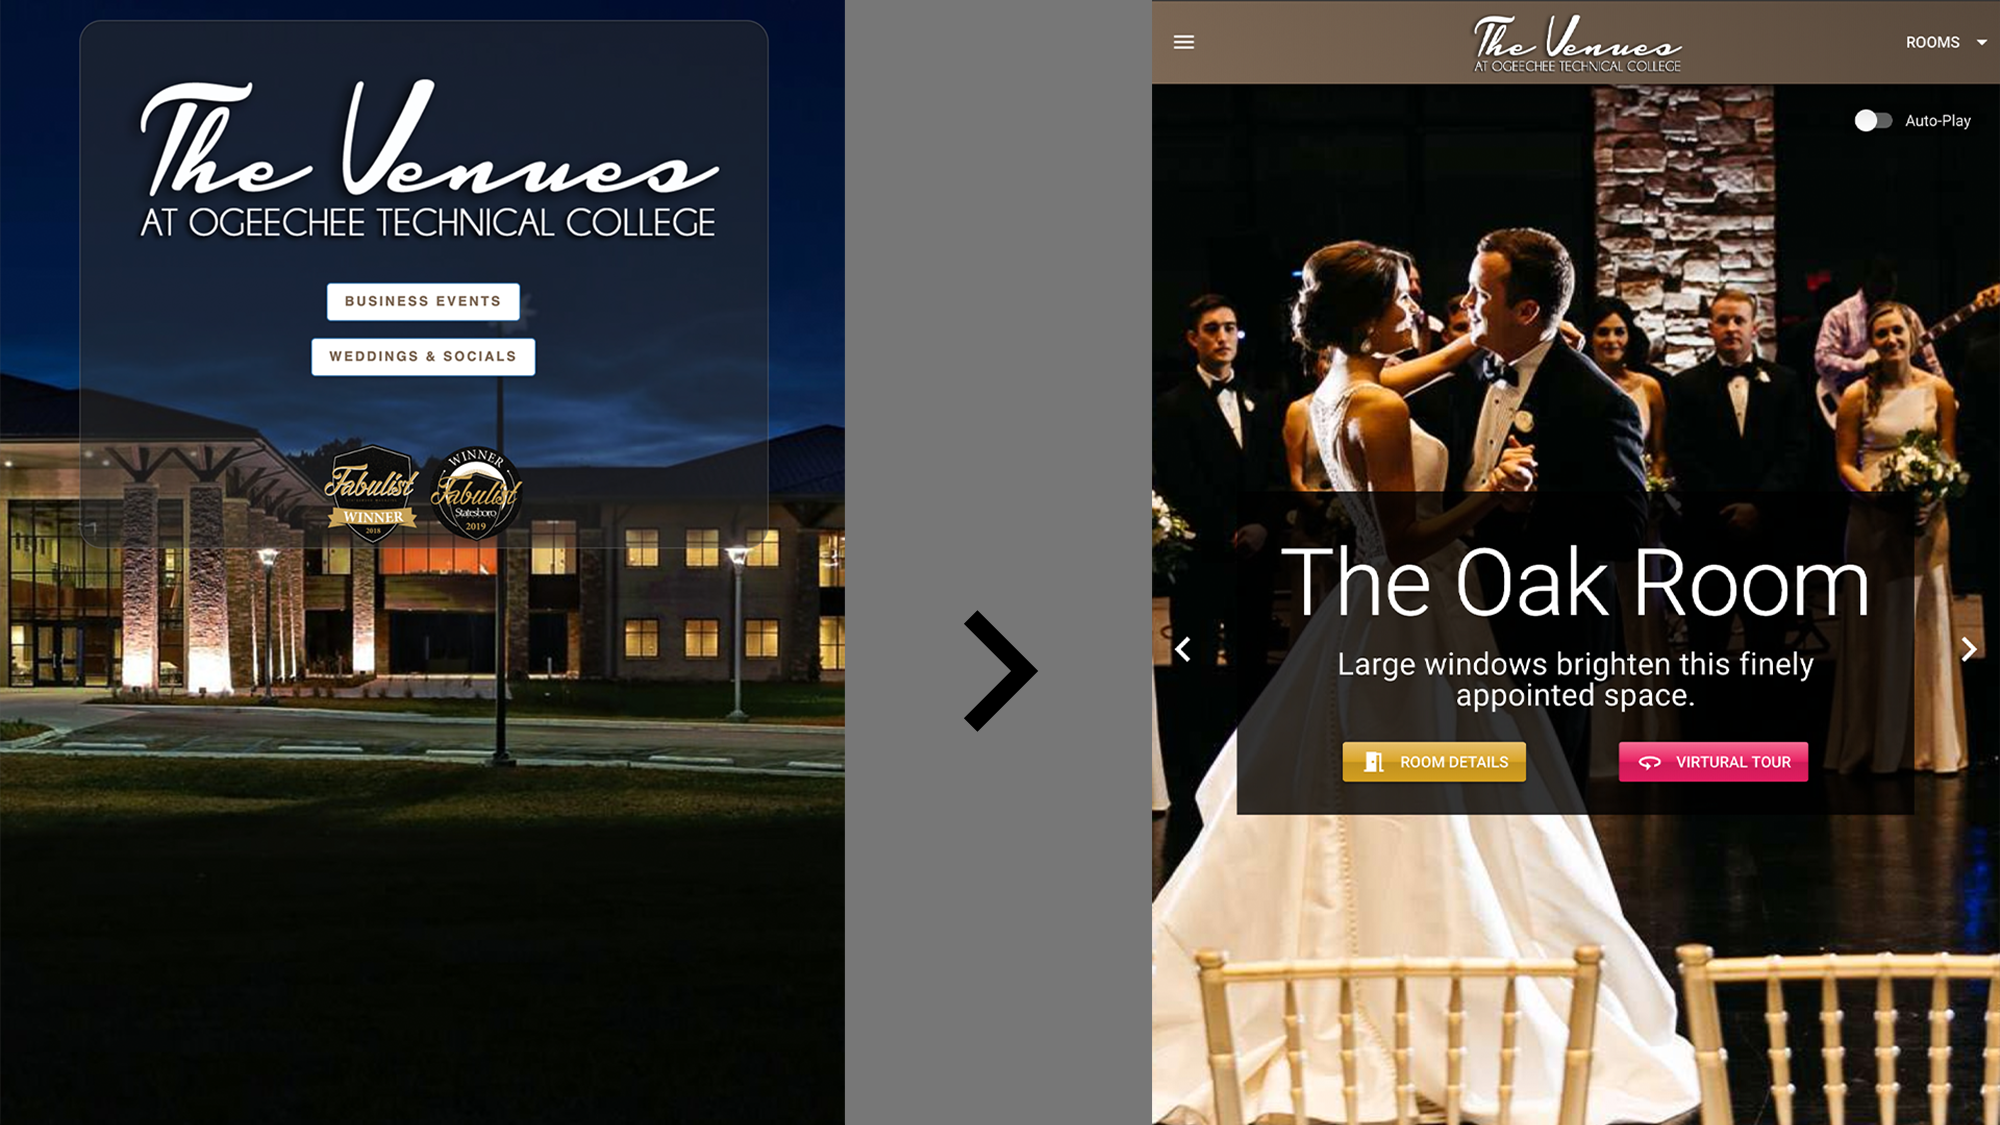 The Venues
AT OGEECHEE TECHNICAL COLLEGE
BUSINESS EVENTS
WEDDINGS & SOCIALS
Fabulist
WINNER
2018
WINNER
Fabulist
Statesboro
2019
The Venues
AT OGEECHEE TECHNICAL COLLEGE
ROOMS
Auto-Play
The Oak Room
Large windows brighten this finely
appointed space.
ROOM DETAILS
VIRTURAL TOUR